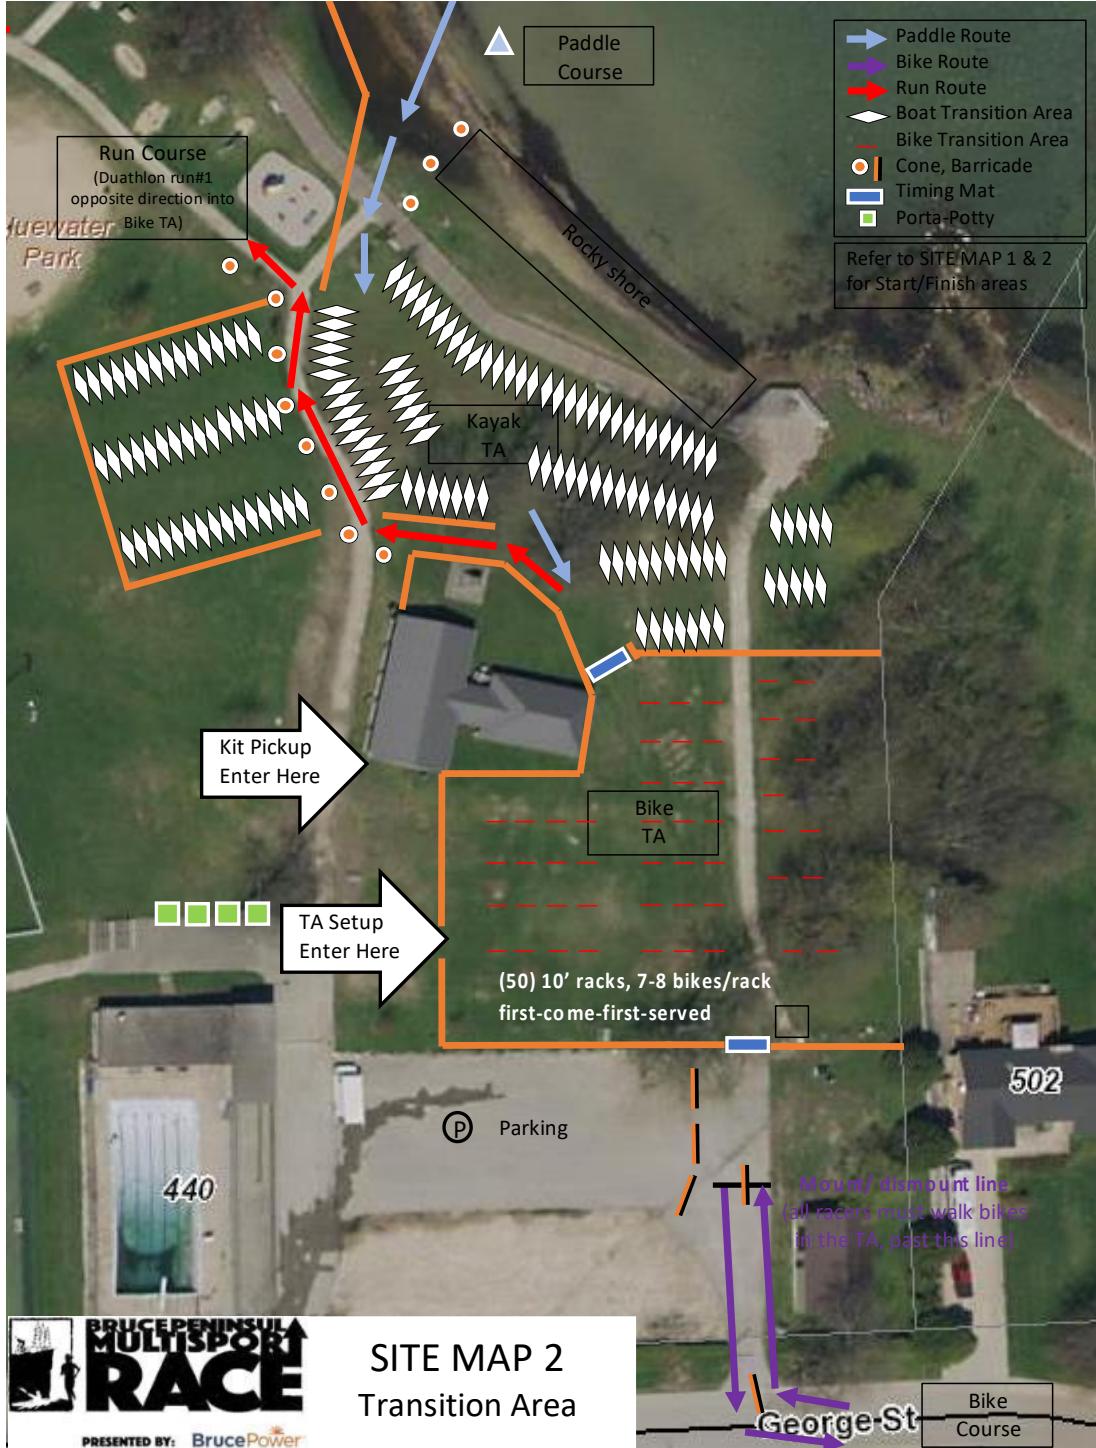 Paddle
Course
Paddle Route
Bike Route
Run Route
Boat Transition Area
Bike Transition Area
Cone, Barricade
Timing Mat
Porta-Potty
Refer to SITE MAP 1 & 2
for Start/Finish areas
Run Course
(Duathlon run#1
opposite direction into
Bike TA)
luewater
Park
Rocky shore
Kayak
TA
Kit Pickup
Enter Here
Bike
TA
TA Setup
Enter Here
(50) 10’ racks, 7-8 bikes/rack
first-come-first-served
502
P
Parking
440
Mount/ dismount line
(all racers must walk bikes
in the TA, past this line)
BRUCE PENINSULA
MULTISPORT
RACE
PRESENTED BY: BrucePower
SITE MAP 2
Transition Area
George St
Bike
Course